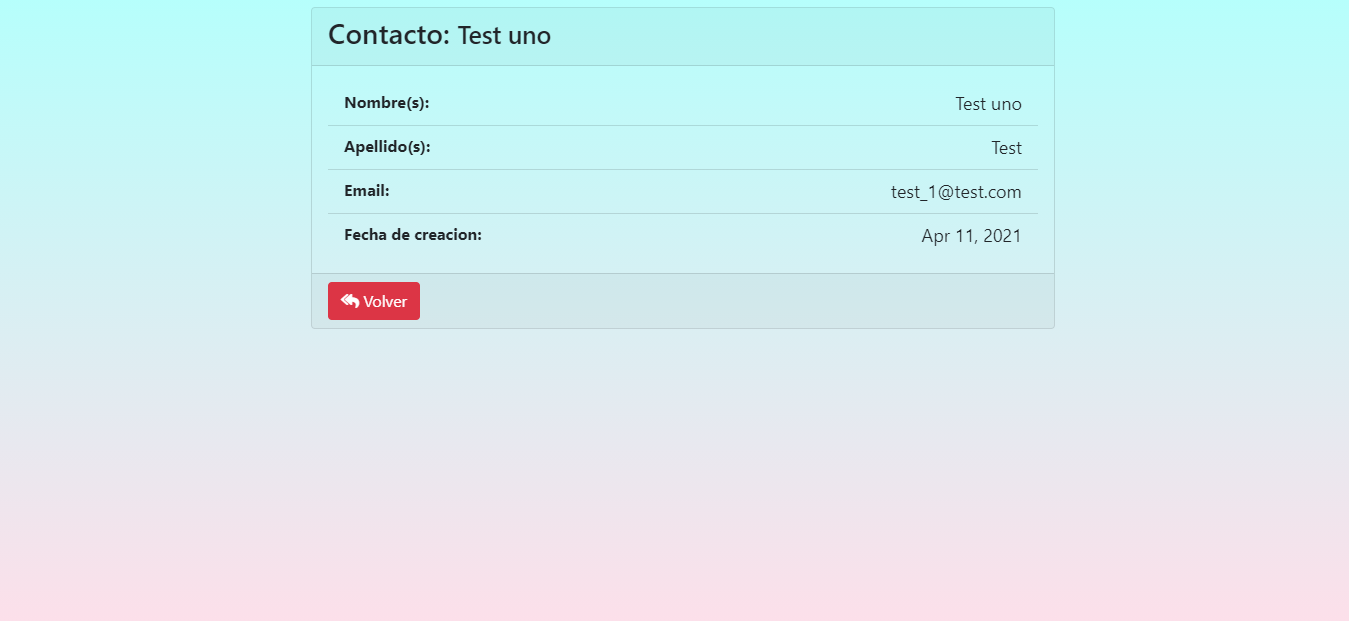 Contacto: Test uno
Nombre(s): Test uno
Apellido(s): Test
Email: test_1@test.com
Fecha de creacion: Apr 11, 2021
Volver